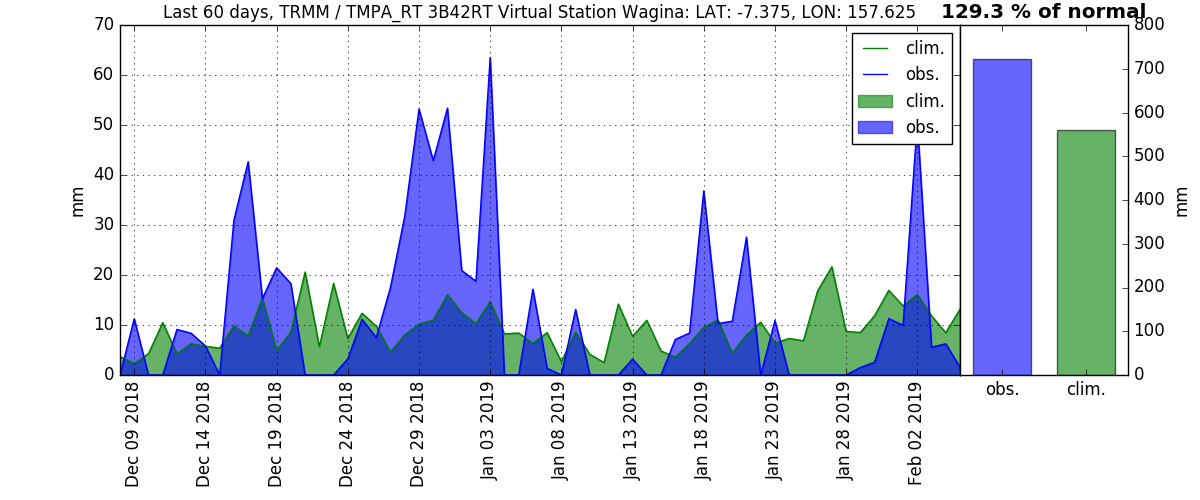 Last 60 days, TRMM / TMPA_RT 3B42RT Virtual Station Wagina: LAT: -7.375, LON: 157.625
129.3 % of normal
70
60
50
40
30
20
10
0
mm
clim.
obs.
clim.
obs.
Dec 09 2018
Dec 14 2018
Dec 19 2018
Dec 24 2018
Dec 29 2018
Jan 03 2019
Jan 08 2019
Jan 13 2019
Jan 18 2019
Jan 23 2019
Jan 28 2019
Feb 02 2019
800
700
600
500
400
300
200
100
0
mm
obs.
clim.